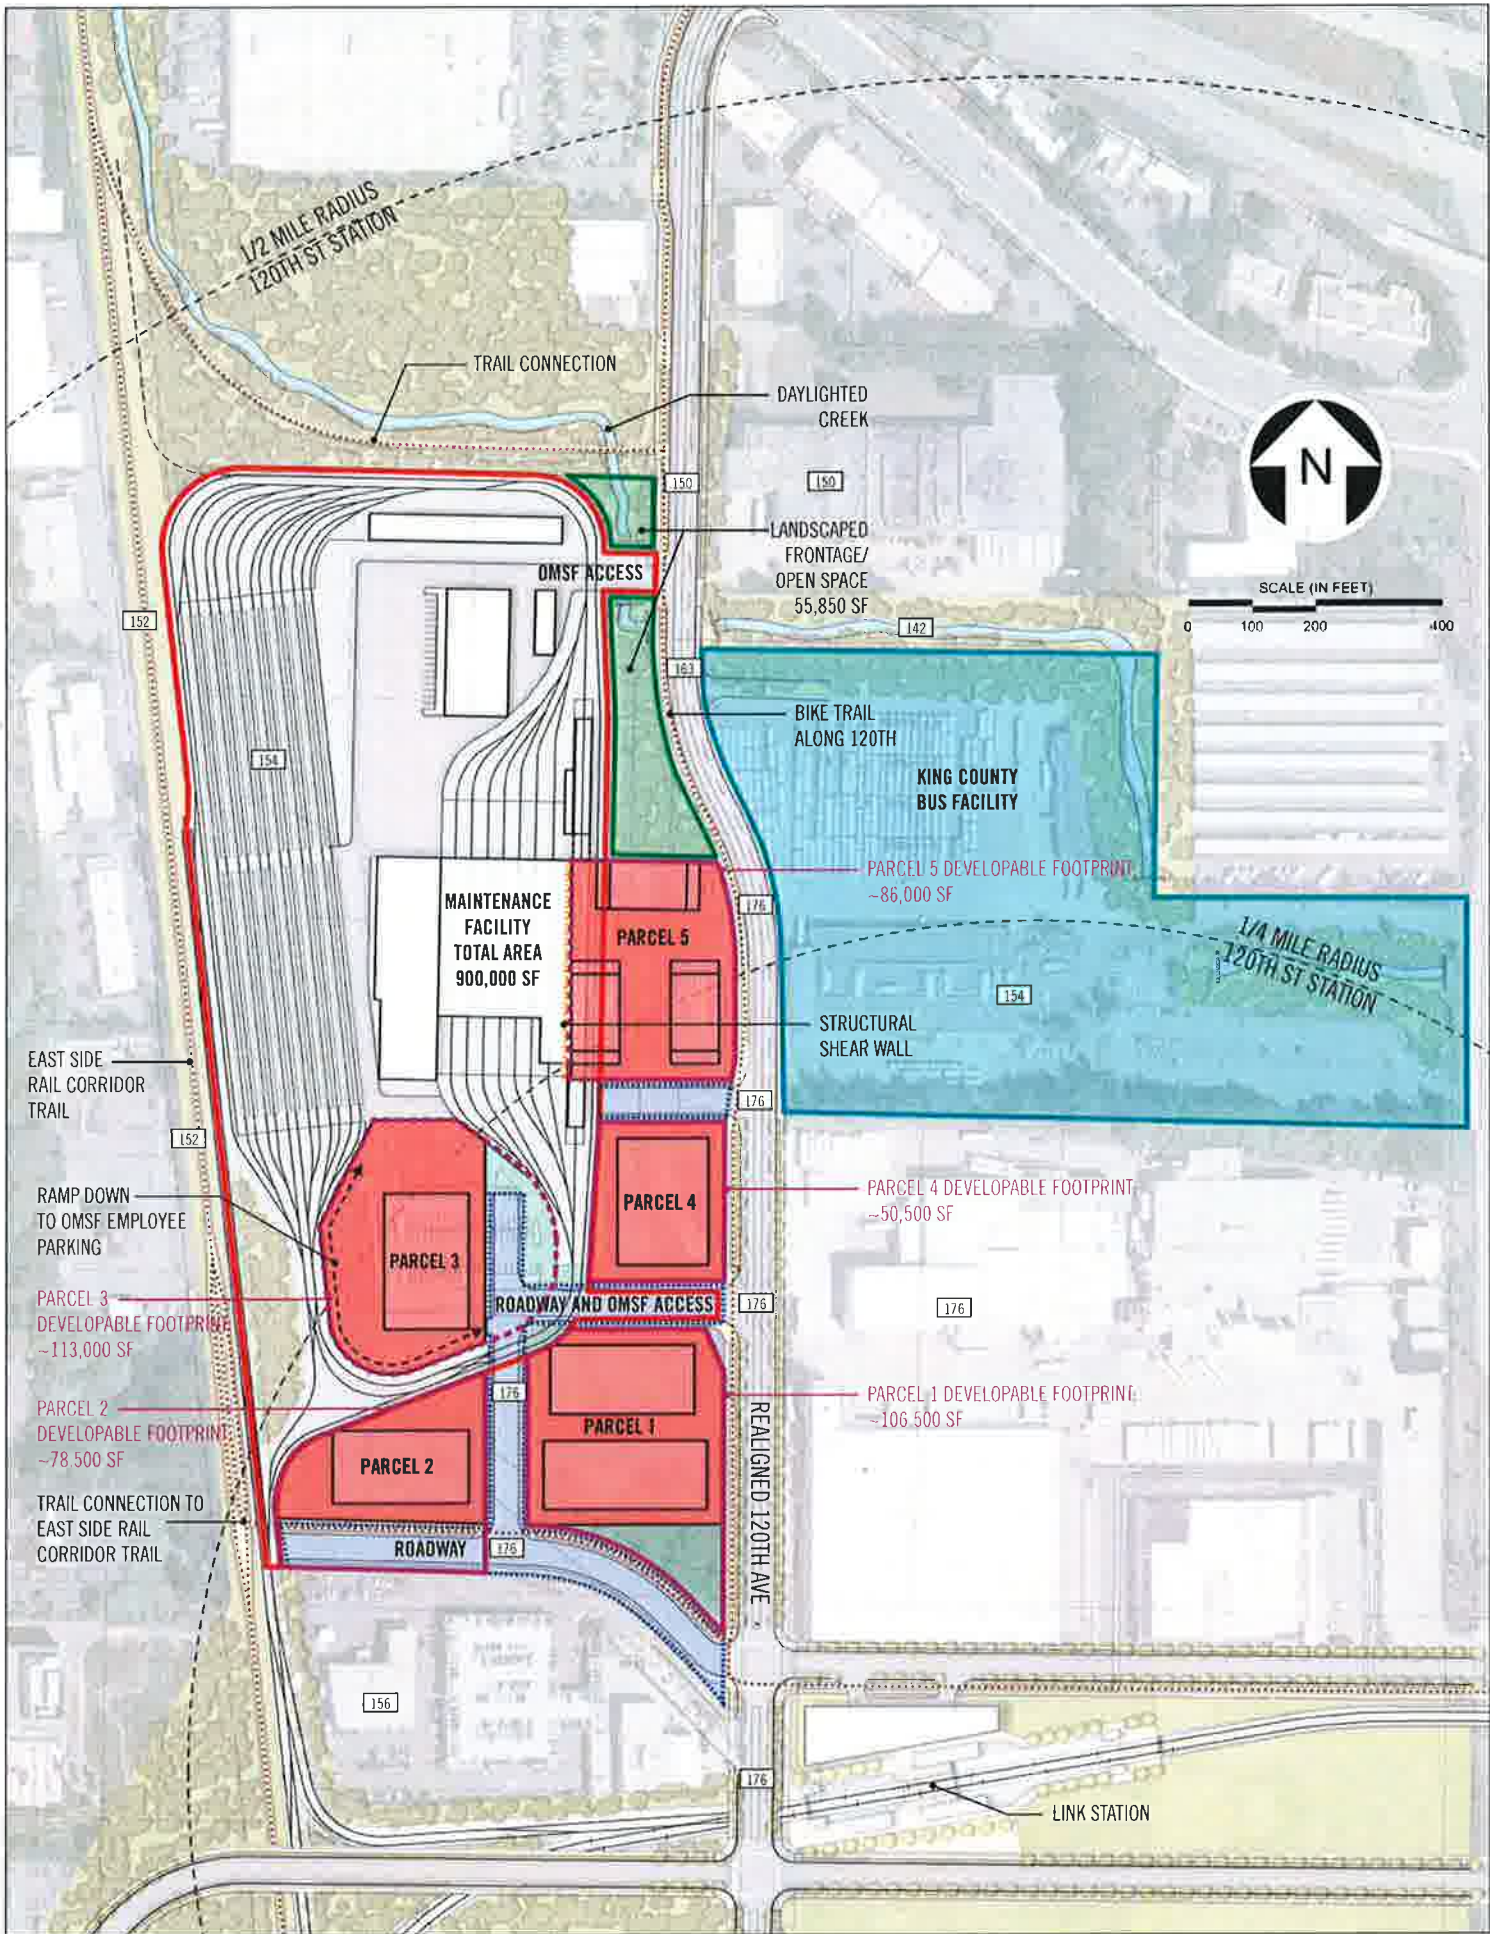 1/2 MILE RADIUS
120TH ST STATION
TRAIL CONNECTION
DAYLIGHTED
CREEK
N
150
150
LANDSCAPED
FRONTAGE/
OPEN SPACE
55,850 SF
OMSF ACCESS
SCALE (IN FEET)
0 100 200 400
152
142
163
BIKE TRAIL
ALONG 120TH
154
KING COUNTY
BUS FACILITY
PARCEL 5 DEVELOPABLE FOOTPRINT
~86,000 SF
MAINTENANCE
FACILITY
TOTAL AREA
900,000 SF
176
PARCEL 5
1/4 MILE RADIUS
120TH ST STATION
154
STRUCTURAL
SHEAR WALL
EAST SIDE
RAIL CORRIDOR
TRAIL
176
152
RAMP DOWN
TO OMSF EMPLOYEE
PARKING
PARCEL 4
PARCEL 4 DEVELOPABLE FOOTPRINT
~50,500 SF
PARCEL 3
PARCEL 3
DEVELOPABLE FOOTPRINT
~113,000 SF
ROADWAY AND OMSF ACCESS
176
176
PARCEL 2
DEVELOPABLE FOOTPRINT
~78,500 SF
176
PARCEL 1 DEVELOPABLE FOOTPRINT
~106,500 SF
PARCEL 1
PARCEL 2
REALIGNED 120TH AVE
TRAIL CONNECTION TO
EAST SIDE RAIL
CORRIDOR TRAIL
ROADWAY
176
156
176
LINK STATION